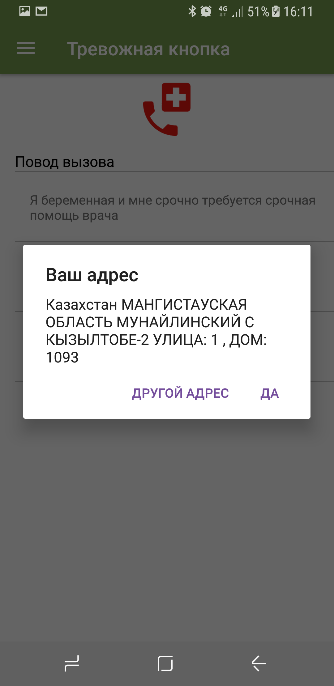 4G 51% 16:11
Тревожная кнопка
Повод вызова
Я беременная и мне срочно требуется срочная
помощь врача
Ваш адрес
Казахстан МАНГИСТАУСКАЯ
ОБЛАСТЬ МУНАЙЛИНСКИЙ С
КЫЗЫЛТОБЕ-2 УЛИЦА: 1 , ДОМ:
1093
ДРУГОЙ АДРЕС ДА